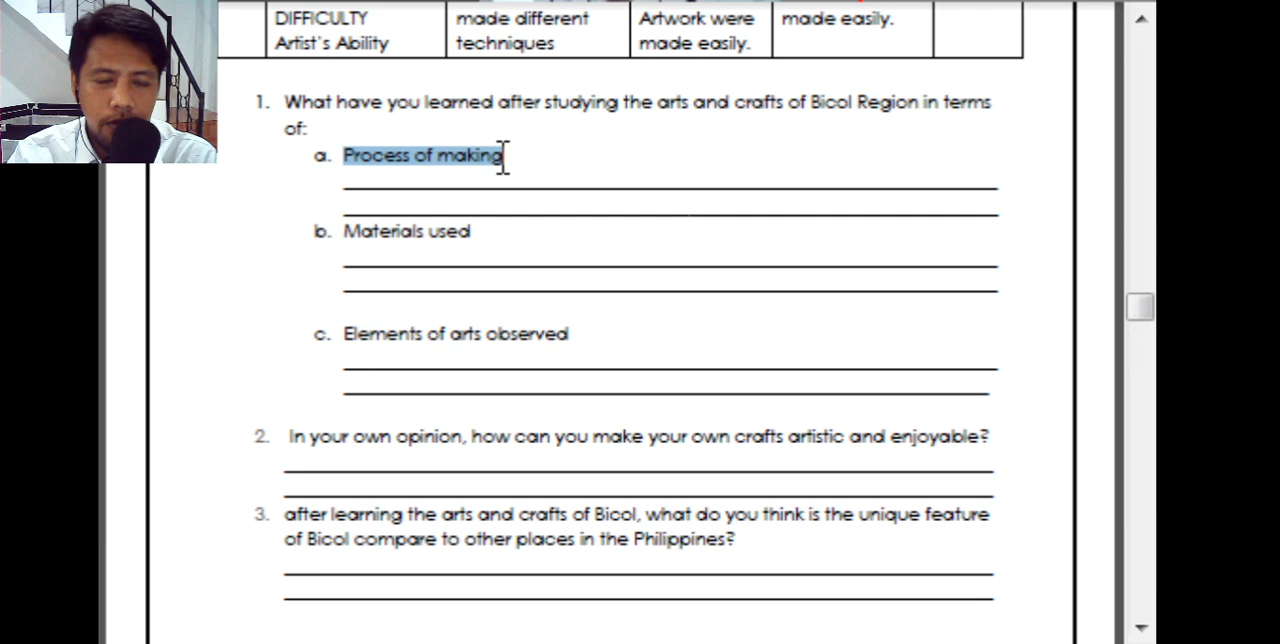 DIFFICULTY made different Artwork were made easily.
Artist's Ability techniques made easily.
1. What have you learned after studying the arts and crafts of Bicol Region in terms
of:
a. Process of making
b. Materials used
c. Elements of arts observed
2. In your own opinion, how can you make your own crafts artistic and enjoyable?
3. after learning the arts and crafts of Bicol, what do you think is the unique feature
of Bicol compare to other places in the Philippines?